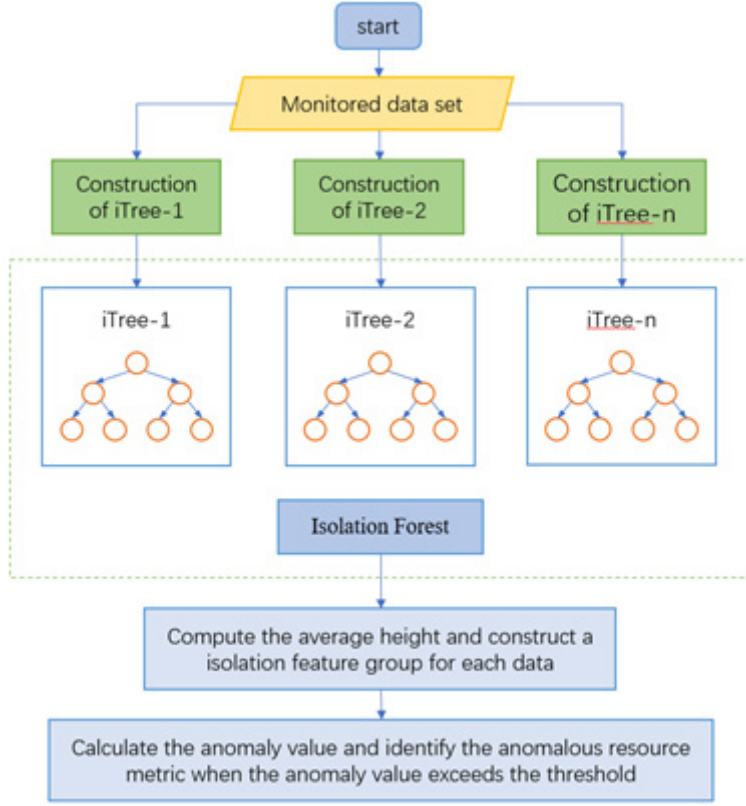 start
Monitored data set
Construction
of iTree-1
Construction
of iTree-2
Construction
of iTree-n
iTree-1
iTree-2
iTree-n
Isolation Forest
Compute the average height and construct a
isolation feature group for each data
Calculate the anomaly value and identify the anomalous resource
metric when the anomaly value exceeds the threshold